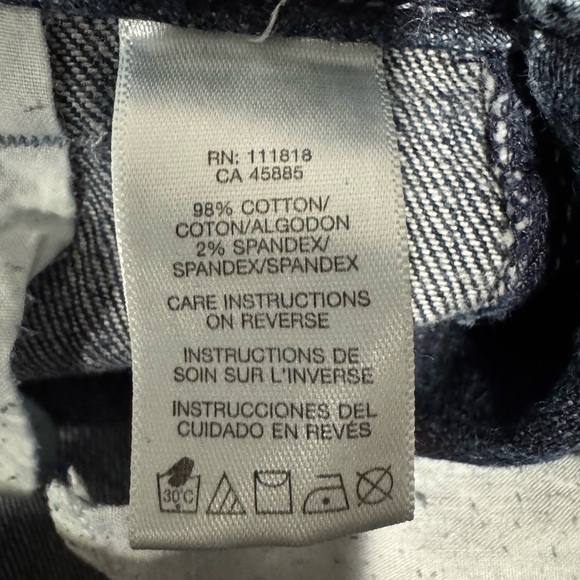 RN: 111818
CA 45885
98% COTTON/
COTON/ALGODON
2% SPANDEX/
SPANDEX/SPANDEX
CARE INSTRUCTIONS
ON REVERSE
INSTRUCTIONS DE
SOIN SUR L'INVERSE
INSTRUCCIONES DEL
CUIDADO EN REVÉS
30°C